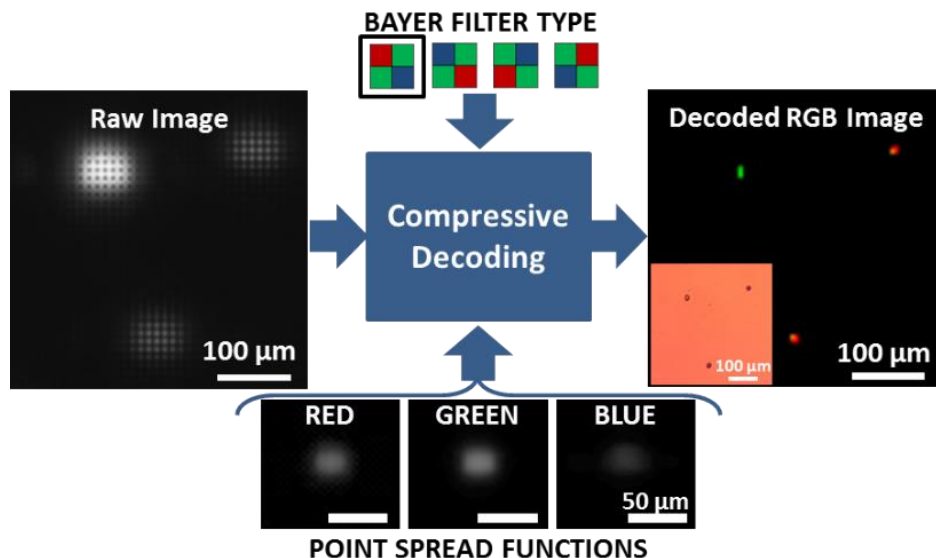 BAYER FILTER TYPE
Raw Image
100 µm
Compressive
Decoding
Decoded RGB Image
100 µm
100 µm
RED
GREEN
BLUE
50 µm
POINT SPREAD FUNCTIONS